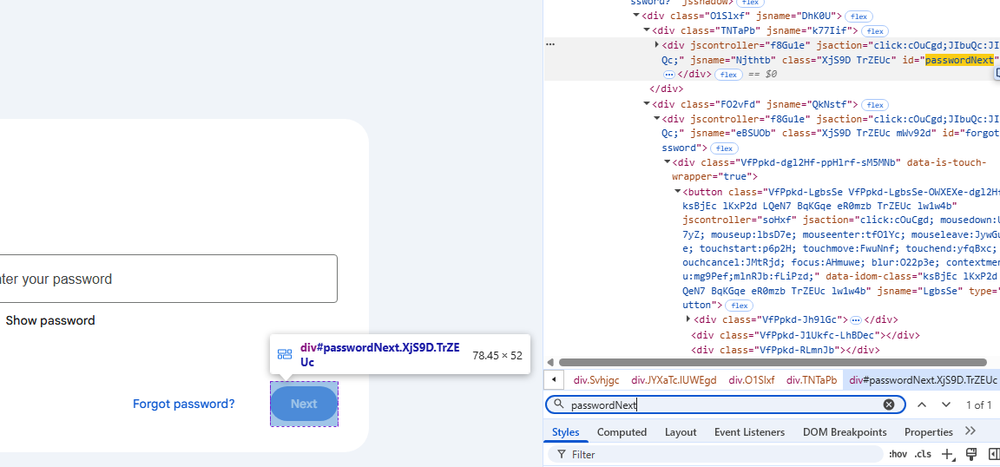 ssword?" jsshadow> flex
<div class="O1Slxf" jsname="DhK0U"> flex
<div class="TNTaPb" jsname="k77Iif"> flex
<div jscontroller="f8Gu1e" jsaction="click:cOuCgd;JIbuQc:JI
Qc;" jsname="Njthtb" class="XjS9D TrZEUc" id="passwordNext"
… </div> flex == $0
</div>
<div class="FO2vFd" jsname="QkNstf"> flex
<div jscontroller="f8Gu1e" jsaction="click:cOuCgd;JIbuQc:JI
Qc;" jsname="eBSUOb" class="XjS9D TrZEUc mWv92d" id="forgot
ssword"> flex
<div class="VfPpkd-dgl2Hf-ppHlrf-sM5MNb" data-is-touch-
wrapper="true">
<button class="VfPpkd-LgbsSe VfPpkd-LgbsSe-OWXEXe-dgl2Hf
ksBjEc lKxP2d LQeN7 BqKGqe eR0mzb TrZEUc lw1w4b"
jscontroller="soHxf" jsaction="click:cOuCgd; mousedown:U
7yZ; mouseup:lbsD7e; mouseenter:tfO1Yc; mouseleave:JywGu
e; touchstart:p6p2H; touchmove:FwuNnf; touchend:yfqBxc;
ouchcancel:JMtRjd; focus:AHmuwe; blur:O22p3e; contextmen
u:mg9Pef;mlnRJb:fLiPzd;" data-idom-class="ksBjEc lKxP2d
QeN7 BqKGqe eR0mzb TrZEUc lw1w4b" jsname="LgbsSe" type="
utton"> flex
<div class="VfPpkd-Jh9lGc"> … </div>
<div class="VfPpkd-J1Ukfc-LhBDec"></div>
<div class="VfPpkd-RLmnJb"></div>
div.Svhjgc div.JYXaTc.lUWEgd div.O1Slxf div.TNTaPb div#passwordNext.XjS9D.TrZEUc
passwordNext 1 of 1
Styles Computed Layout Event Listeners DOM Breakpoints Properties
Filter :hov .cls
nter your password
Show password
div#passwordNext.XjS9D.TrZE
Uc
78.45 × 52
Forgot password? Next